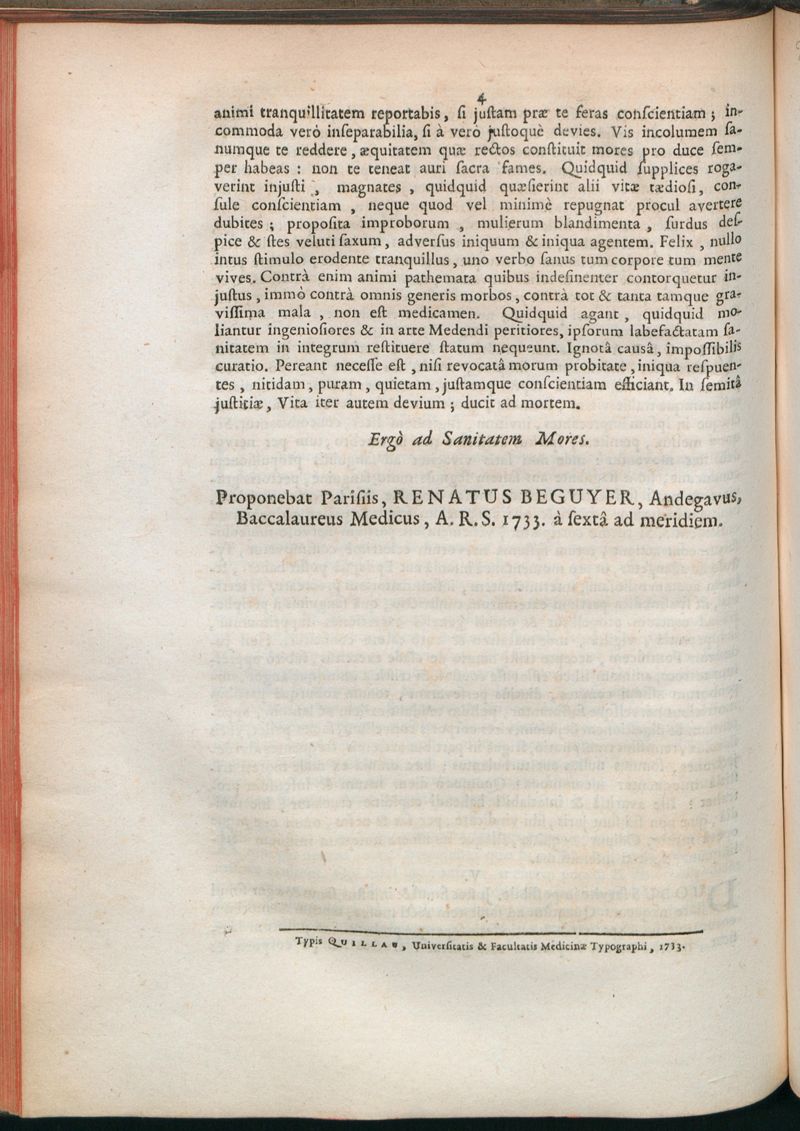 4
animi tranquillitatem reportabis, ſi juſtam præ te feras conſcientiam ; in-
commoda verò inſeparabilia, ſi à vero juſtoquè devies. Vis incolumem ſa-
numque te reddere, æquitatem quæ rectos conſtituit mores pro duce ſem-
per habeas : non te teneat auri ſacra fames. Quidquid ſupplices roga-
verint injuſti, magnates, quidquid quæſierint alii vitæ tædioſi, con-
ſule conſcientiam, neque quod vel minimè repugnat procul avertere
dubites ; propoſita improborum, mulierum blandimenta, ſurdus deſ-
pice & ſtes veluti ſaxum, adverſus iniquum & iniqua agentem. Felix, nullo
intus ſtimulo erodente tranquillus, uno verbo ſanus tum corpore tum mente
vives. Contrà enim animi pathemata quibus indeſinenter contorquetur in-
juſtus, immò contrà omnis generis morbos, contrà tot & tanta tamque gra-
viſſima mala, non eſt medicamen. Quidquid agant, quidquid mo-
liantur ingenioſiores & in arte Medendi peritiores, ipſorum labefactatam ſa-
nitatem in integrum reſtituere ſtatum nequeunt. Ignotâ causâ, impoſſibilis
curatio. Pereant neceſſe eſt, niſi revocatâ morum probitate, iniqua reſpuen-
tes, nitidam, puram, quietam, juſtamque conſcientiam efficiant. In ſemitâ
juſtitiæ, Vita iter autem devium ; ducit ad mortem.
Ergò ad Sanitatem Mores.
Proponebat Pariſiis, RENATUS BEGUYER, Andegavus,
Baccalaureus Medicus, A. R. S. 1733. à ſextâ ad meridiem.
Typis QUILLAU, Univerſitatis & Facultatis Medicinæ Typographi, 1733.